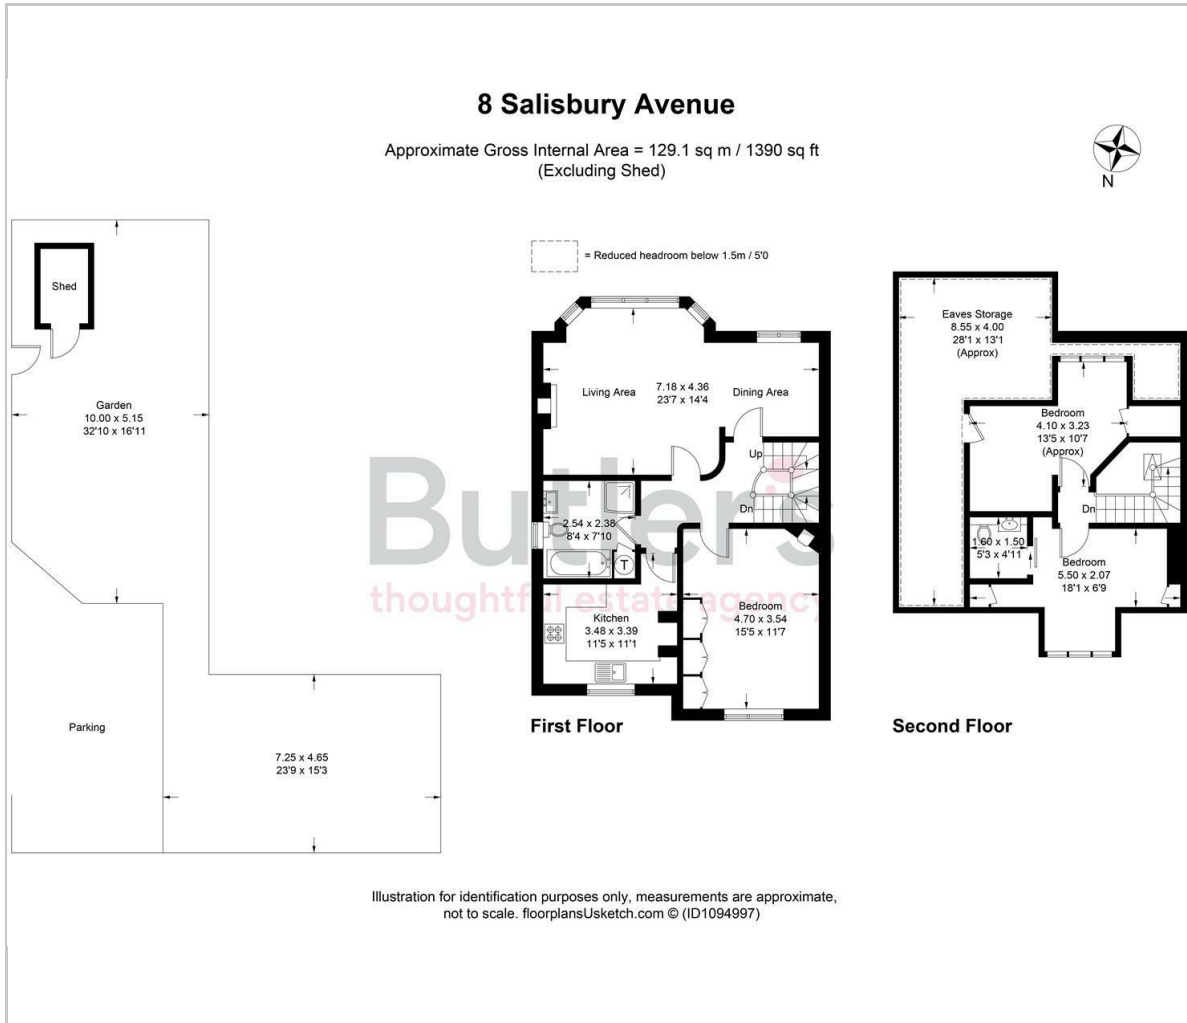 8 Salisbury Avenue
Approximate Gross Internal Area = 129.1 sq m / 1390 sq ft
(Excluding Shed)
N
= Reduced headroom below 1.5m / 5'0
Shed
Garden
10.00 x 5.15
32'10 x 16'11
Parking
7.25 x 4.65
23'9 x 15'3
Living Area
7.18 x 4.36
23'7 x 14'4
Dining Area
Up
Dn
2.54 x 2.38
8'4 x 7'10
T
Kitchen
3.48 x 3.39
11'5 x 11'1
Bedroom
4.70 x 3.54
15'5 x 11'7
First Floor
Eaves Storage
8.55 x 4.00
28'1 x 13'1
(Approx)
Bedroom
4.10 x 3.23
13'5 x 10'7
(Approx)
Dn
1.60 x 1.50
5'3 x 4'11
Bedroom
5.50 x 2.07
18'1 x 6'9
Second Floor
Butler's
thoughtful estate agency
Illustration for identification purposes only, measurements are approximate,
not to scale. floorplansUsketch.com © (ID1094997)